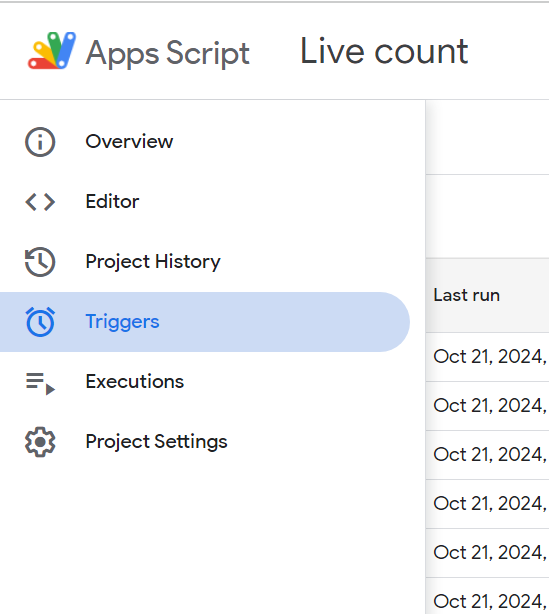 Apps Script Live count
Overview
Editor
Project History
Triggers
Executions
Project Settings
Last run
Oct 21, 2024,
Oct 21, 2024,
Oct 21, 2024,
Oct 21, 2024,
Oct 21, 2024,
Oct 21, 2024,